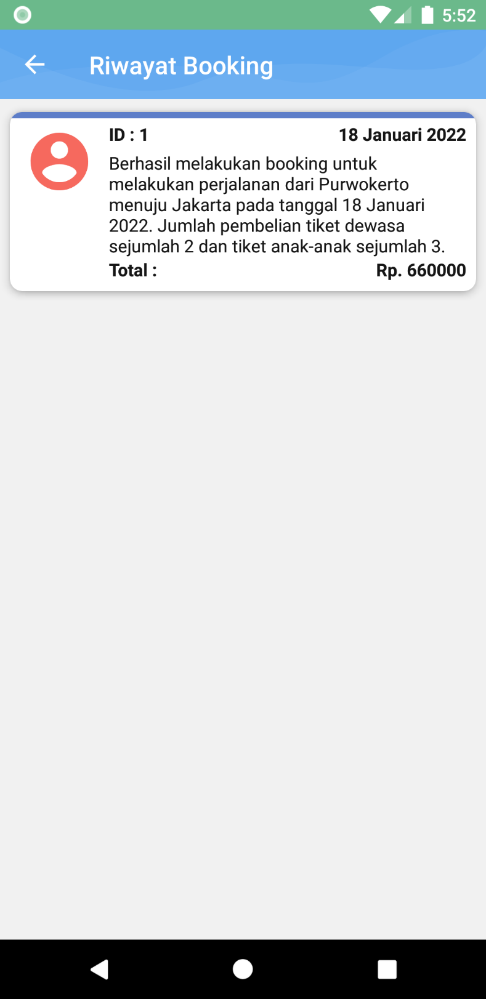 5:52
Riwayat Booking
ID : 1 18 Januari 2022
Berhasil melakukan booking untuk
melakukan perjalanan dari Purwokerto
menuju Jakarta pada tanggal 18 Januari
2022. Jumlah pembelian tiket dewasa
sejumlah 2 dan tiket anak-anak sejumlah 3.
Total : Rp. 660000